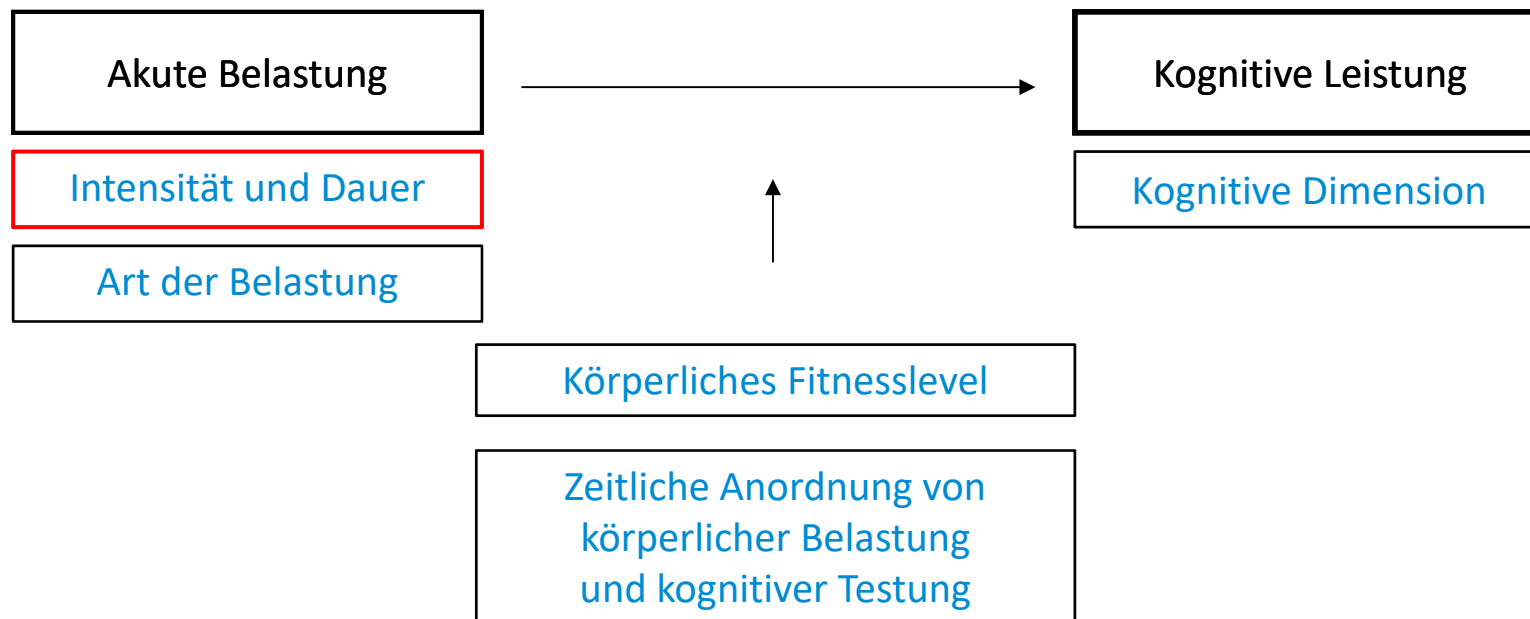 Akute Belastung
Kognitive Leistung
Intensität und Dauer
Kognitive Dimension
Art der Belastung
Körperliches Fitnesslevel
Zeitliche Anordnung von
körperlicher Belastung
und kognitiver Testung